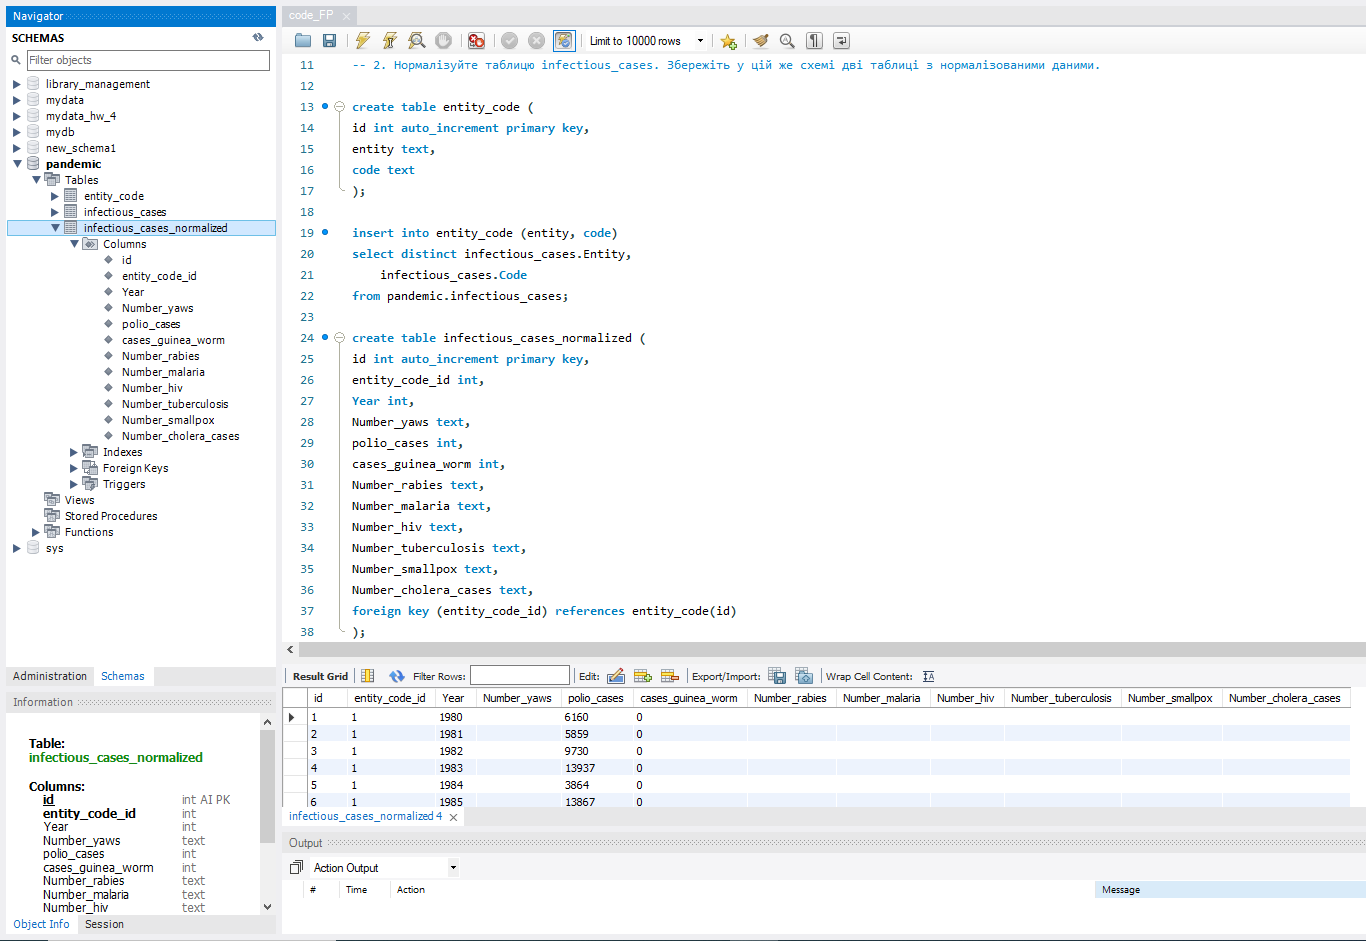 Navigator
SCHEMAS
Filter objects
library_management
mydata
mydata_hw_4
mydb
new_schema1
pandemic
Tables
entity_code
infectious_cases
infectious_cases_normalized
Columns
id
entity_code_id
Year
Number_yaws
polio_cases
cases_guinea_worm
Number_rabies
Number_malaria
Number_hiv
Number_tuberculosis
Number_smallpox
Number_cholera_cases
Indexes
Foreign Keys
Triggers
Views
Stored Procedures
Functions
sys
Administration Schemas
Information
Table:
infectious_cases_normalized
Columns:
id int AI PK
entity_code_id int
Year int
Number_yaws text
polio_cases int
cases_guinea_worm int
Number_rabies text
Number_malaria text
Number_hiv text
Object Info Session
code_FP
Limit to 10000 rows
11 -- 2. Нормалізуйте таблицю infectious_cases. Збережіть у цій же схемі дві таблиці з нормалізованими даними.
12
13 create table entity_code (
14 id int auto_increment primary key,
15 entity text,
16 code text
17 );
18
19 insert into entity_code (entity, code)
20 select distinct infectious_cases.Entity,
21 infectious_cases.Code
22 from pandemic.infectious_cases;
23
24 create table infectious_cases_normalized (
25 id int auto_increment primary key,
26 entity_code_id int,
27 Year int,
28 Number_yaws text,
29 polio_cases int,
30 cases_guinea_worm int,
31 Number_rabies text,
32 Number_malaria text,
33 Number_hiv text,
34 Number_tuberculosis text,
35 Number_smallpox text,
36 Number_cholera_cases text,
37 foreign key (entity_code_id) references entity_code(id)
38 );
Result Grid Filter Rows: Edit: Export/Import: Wrap Cell Content:
id entity_code_id Year Number_yaws polio_cases cases_guinea_worm Number_rabies Number_malaria Number_hiv Number_tuberculosis Number_smallpox Number_cholera_cases
1 1 1980 6160 0
2 1 1981 5859 0
3 1 1982 9730 0
4 1 1983 13937 0
5 1 1984 3864 0
6 1 1985 13867 0
infectious_cases_normalized 4
Output
Action Output
# Time Action Message